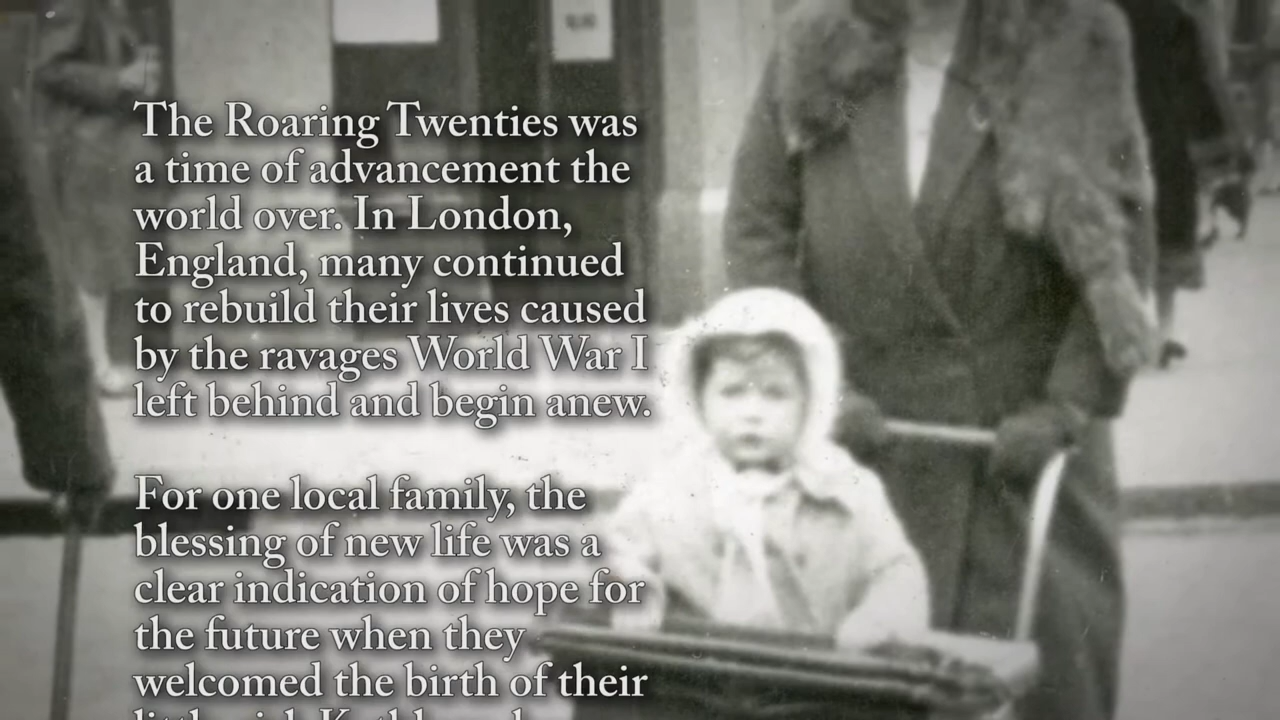 The Roaring Twenties was
a time of advancement the
world over. In London,
England, many continued
to rebuild their lives caused
by the ravages World War I
left behind and begin anew.
For one local family, the
blessing of new life was a
clear indication of hope for
the future when they
welcomed the birth of their